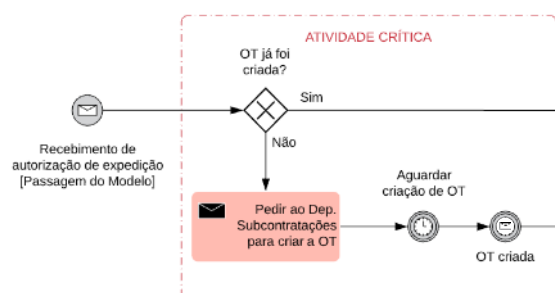 ATIVIDADE CRÍTICA
OT já foi
criada?
Sim
Recebimento de
autorização de expedição
[Passagem do Modelo]
Não
Pedir ao Dep.
Subcontratações
para criar a OT
Aguardar
criação de OT
OT criada